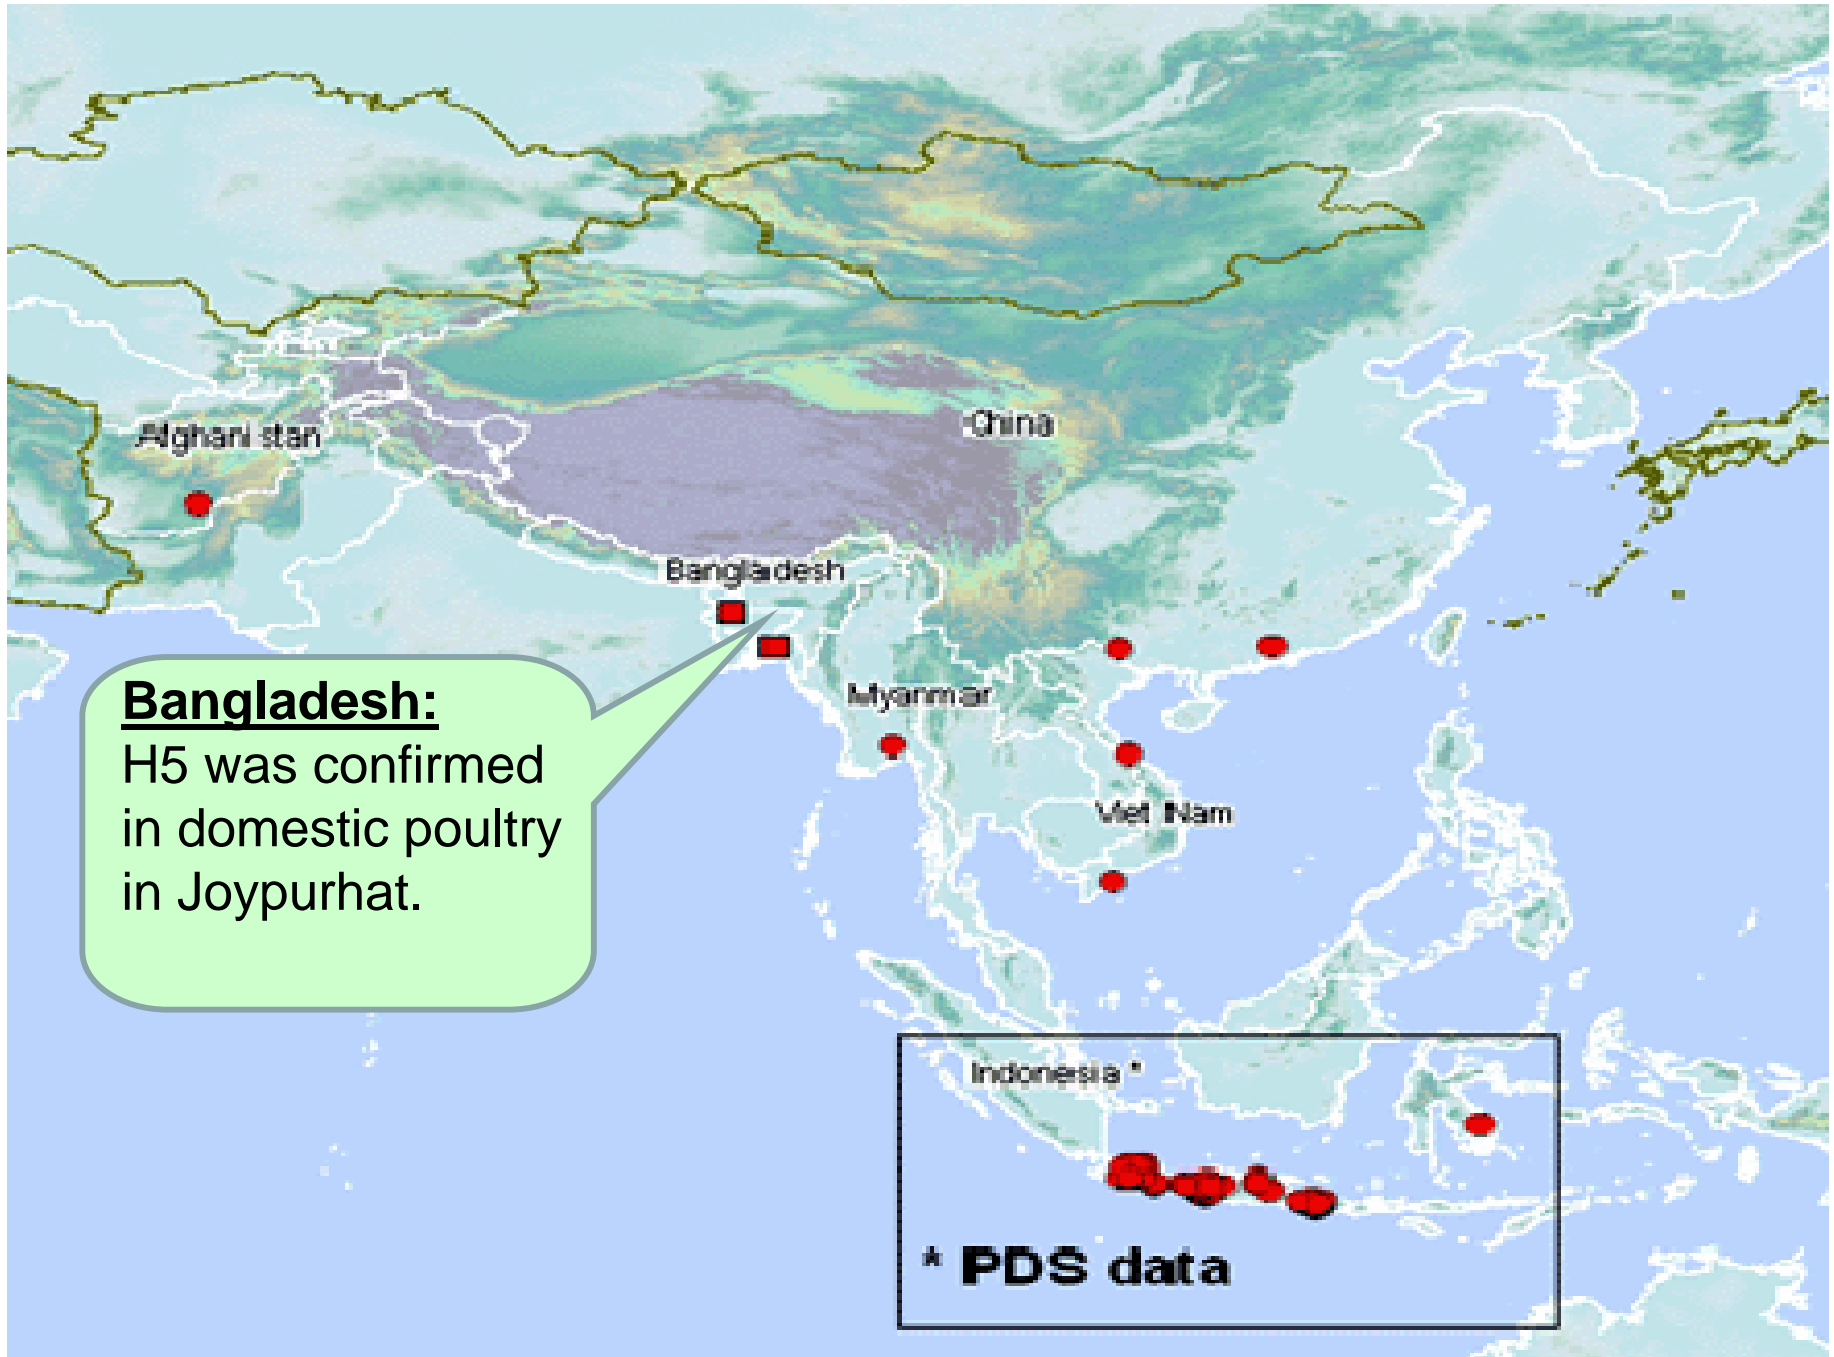 China
Afghanistan
Bangladesh
Bangladesh:
H5 was confirmed
in domestic poultry
in Joypurhat.
Myanmar
Viet Nam
Indonesia *
* PDS data